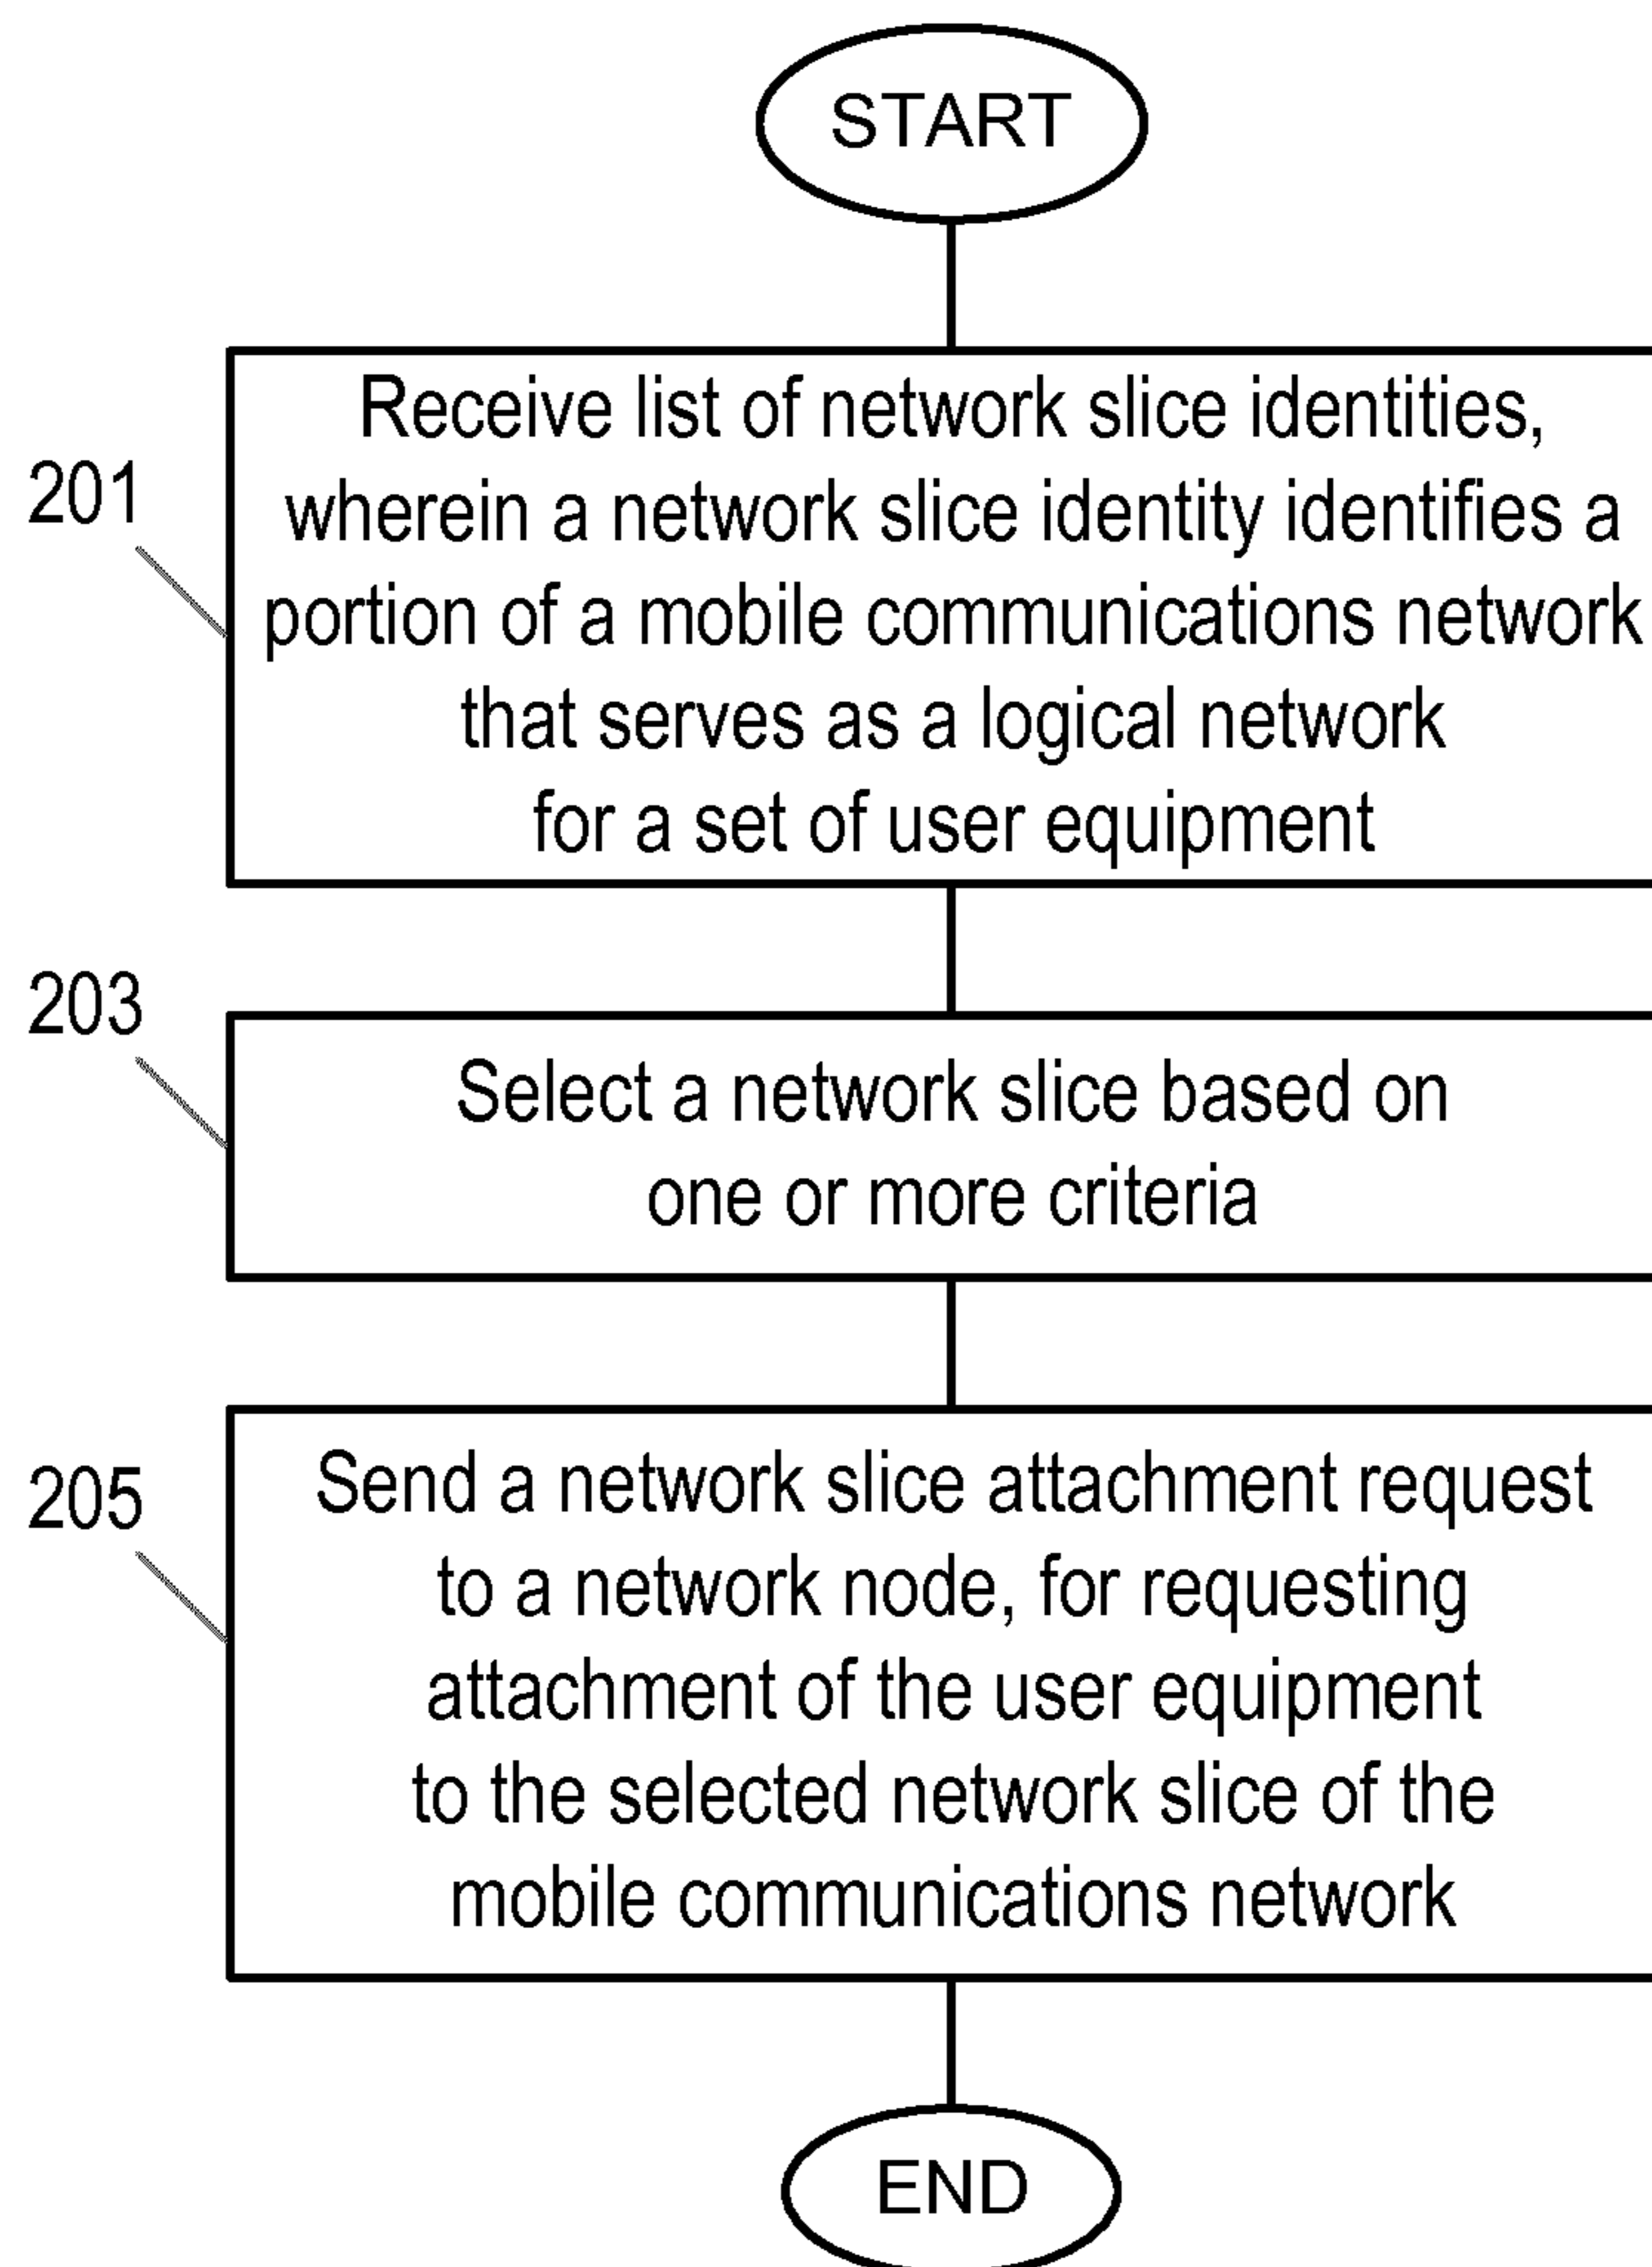 START
201
Receive list of network slice identities,
wherein a network slice identity identifies a
portion of a mobile communications network
that serves as a logical network
for a set of user equipment
203
Select a network slice based on
one or more criteria
205
Send a network slice attachment request
to a network node, for requesting
attachment of the user equipment
to the selected network slice of the
mobile communications network
END